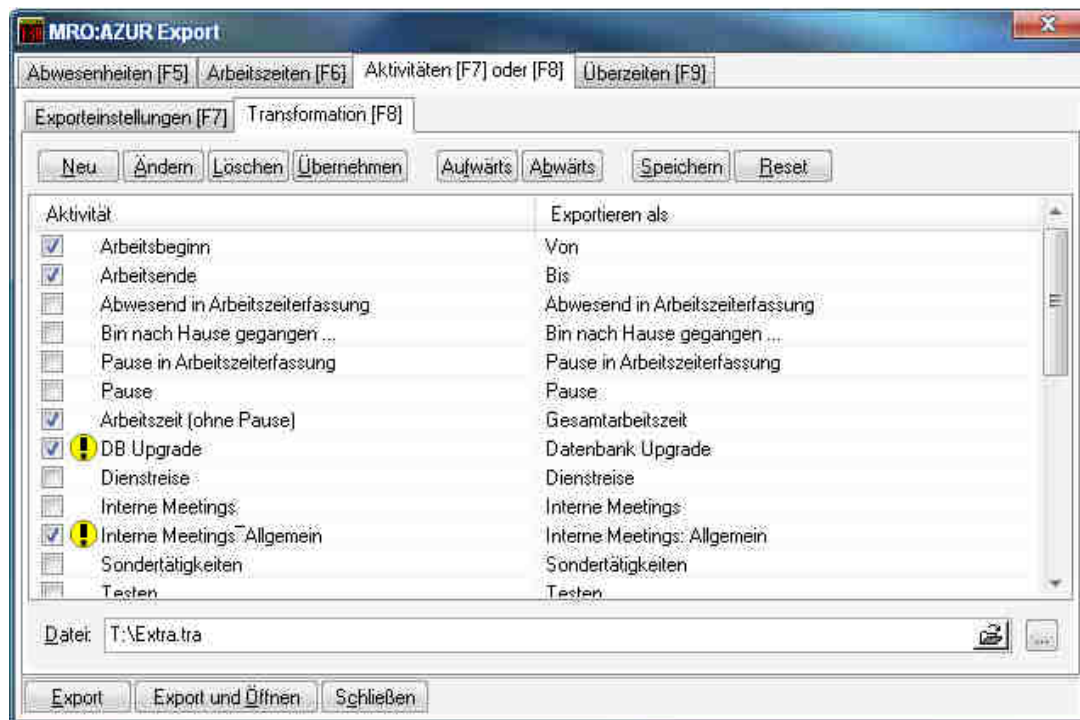 MRO:AZUR Export
Abwesenheiten [F5] Arbeitszeiten [F6] Aktivitäten [F7] oder [F8] Überzeiten [F9]
Exporteinstellungen [F7] Transformation [F8]
Neu Ändern Löschen Übernehmen Aufwärts Abwärts Speichern Reset
Aktivität Exportieren als
Arbeitsbeginn Von
Arbeitsende Bis
Abwesend in Arbeitszeiterfassung Abwesend in Arbeitszeiterfassung
Bin nach Hause gegangen ... Bin nach Hause gegangen ...
Pause in Arbeitszeiterfassung Pause in Arbeitszeiterfassung
Pause Pause
Arbeitszeit (ohne Pause) Gesamtarbeitszeit
DB Upgrade Datenbank Upgrade
Dienstreise Dienstreise
Interne Meetings Interne Meetings
Interne Meetings¯Allgemein Interne Meetings: Allgemein
Sondertätigkeiten Sondertätigkeiten
Testen Testen
Datei: T:\Extra.tra ...
Export Export und Öffnen Schließen